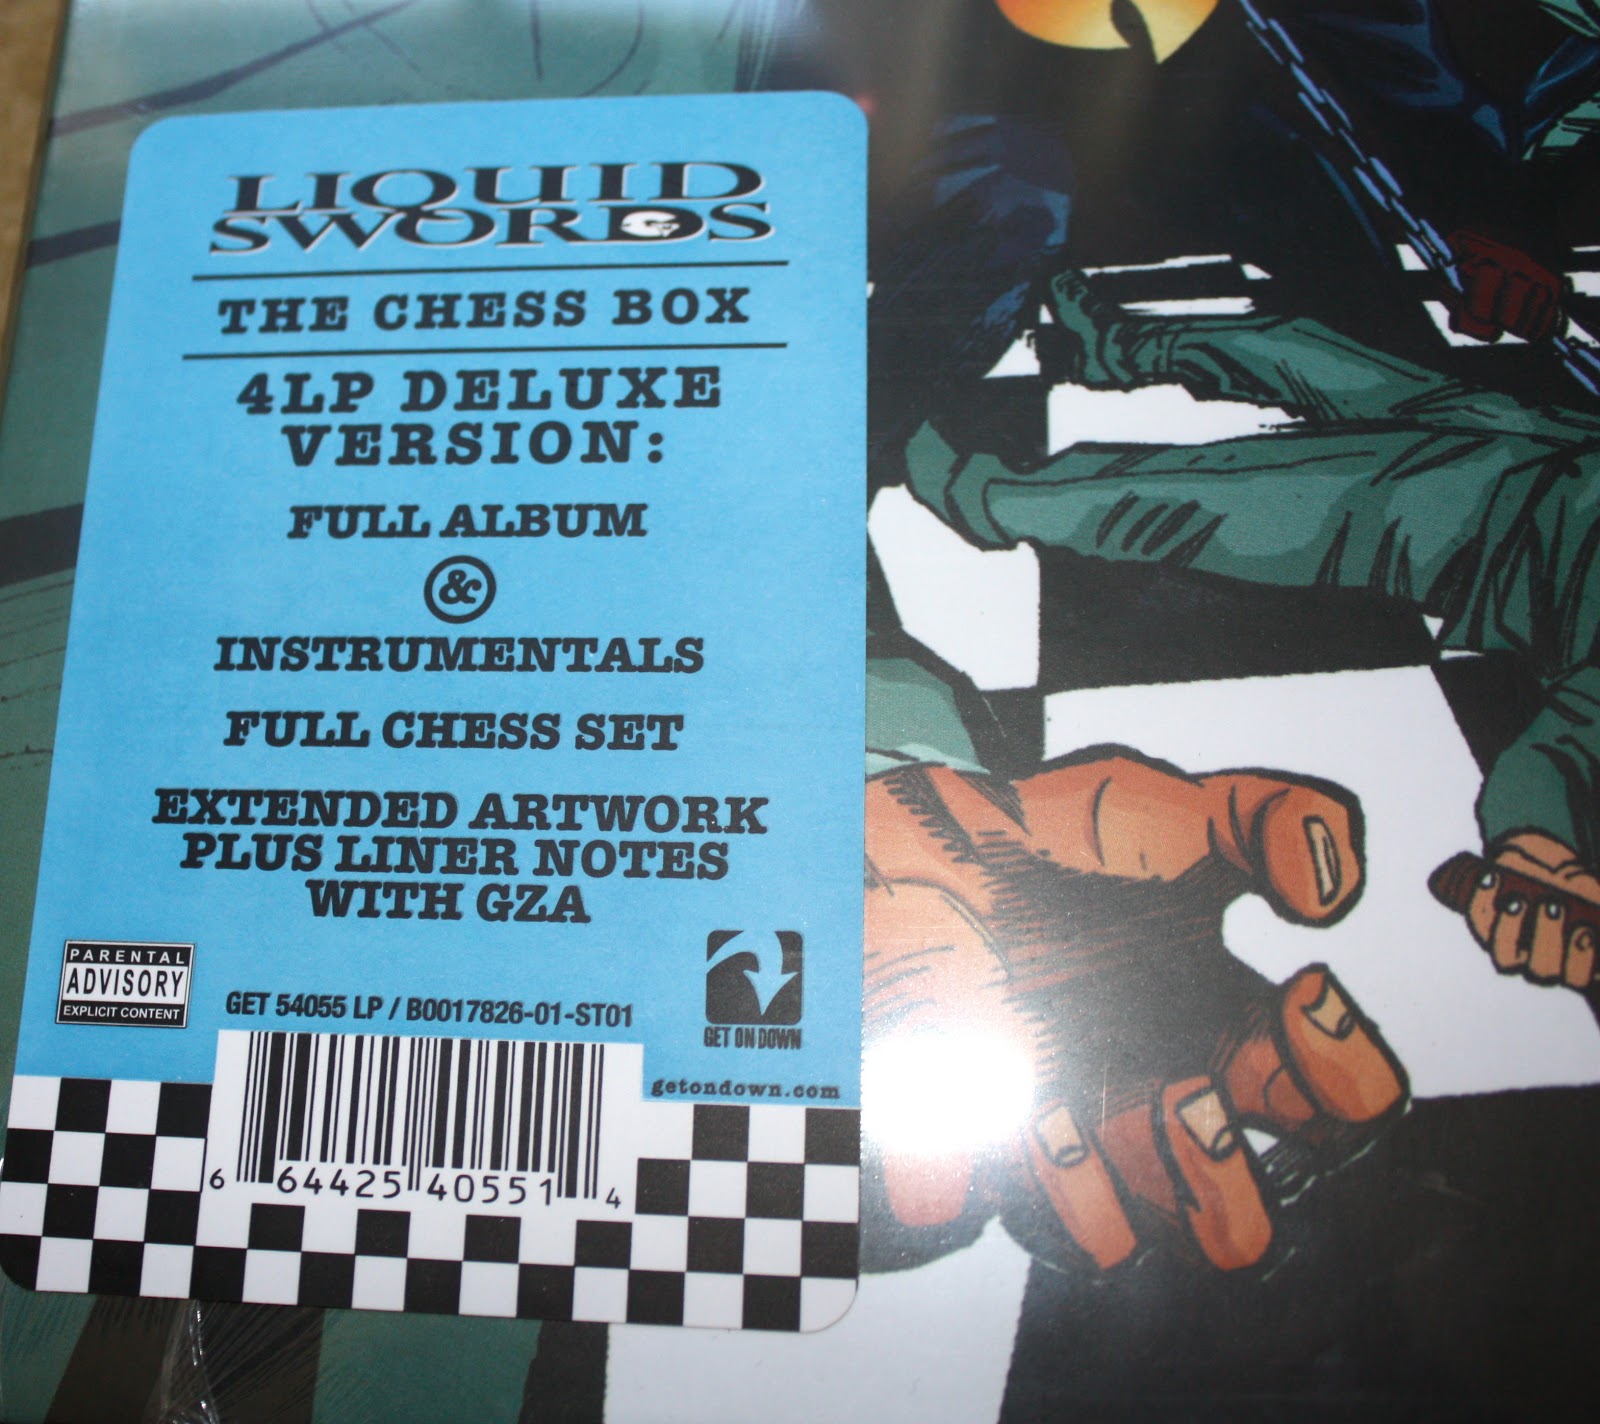 LIQUID
SWORDS
THE CHESS BOX
4LP DELUXE
VERSION:
FULL ALBUM
&
INSTRUMENTALS
FULL CHESS SET
EXTENDED ARTWORK
PLUS LINER NOTES
WITH GZA
PARENTAL
ADVISORY
EXPLICIT CONTENT
GET 54055 LP / B0017826-01-ST01
GET ON DOWN
getondown.com
6 64425 40551 4